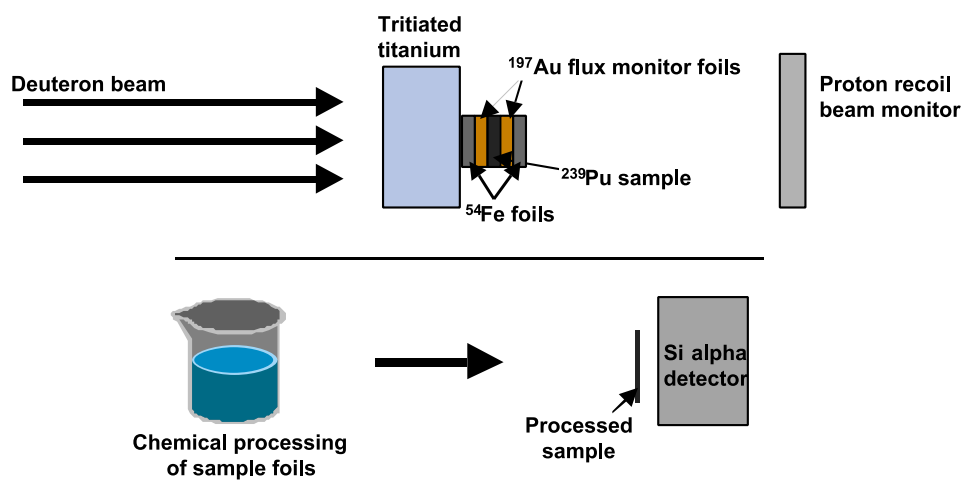 Tritiated
titanium
¹⁹⁷Au flux monitor foils
Deuteron beam
Proton recoil
beam monitor
²³⁹Pu sample
⁵⁴Fe foils
Si alpha
detector
Processed
sample
Chemical processing
of sample foils